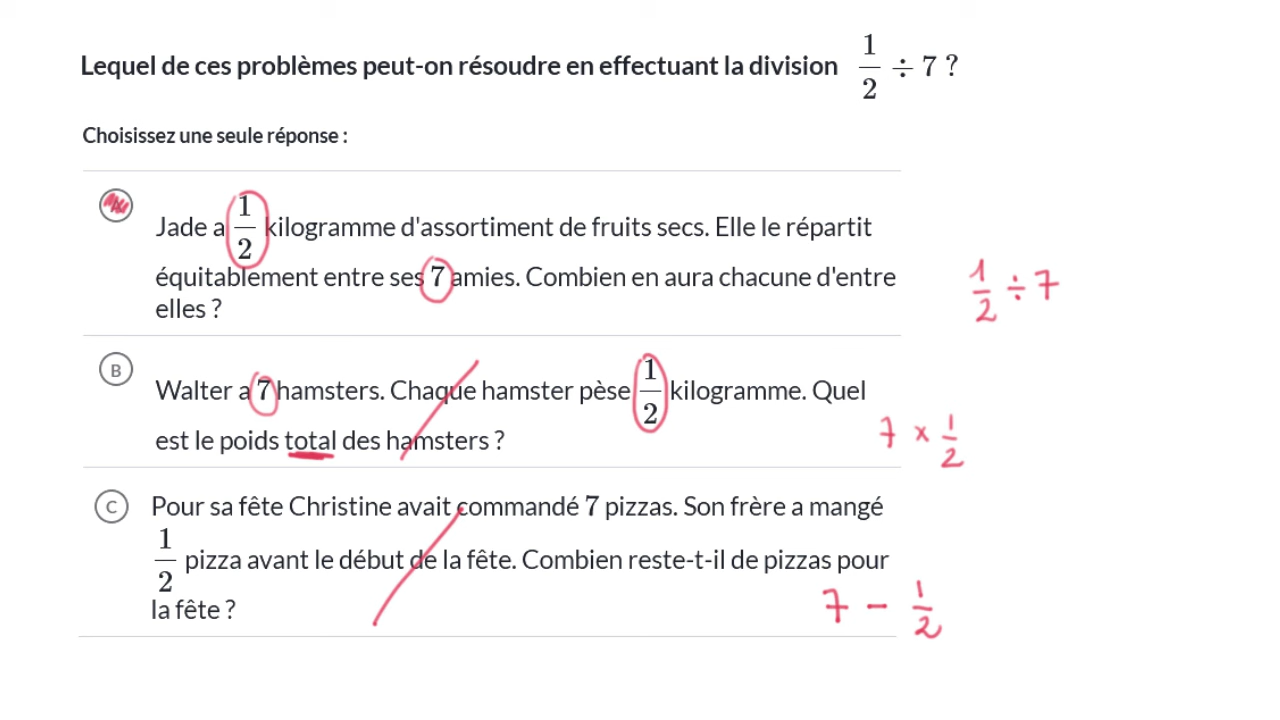 Lequel de ces problèmes peut-on résoudre en effectuant la division 1/2 ÷ 7 ?
Choisissez une seule réponse :
Jade a 1/2 kilogramme d'assortiment de fruits secs. Elle le répartit
équitablement entre ses 7 amies. Combien en aura chacune d'entre
elles ?
1/2 ÷ 7
B
Walter a 7 hamsters. Chaque hamster pèse 1/2 kilogramme. Quel
est le poids total des hamsters ?
7 × 1/2
C
Pour sa fête Christine avait commandé 7 pizzas. Son frère a mangé
1/2 pizza avant le début de la fête. Combien reste-t-il de pizzas pour
la fête ?
7 - 1/2